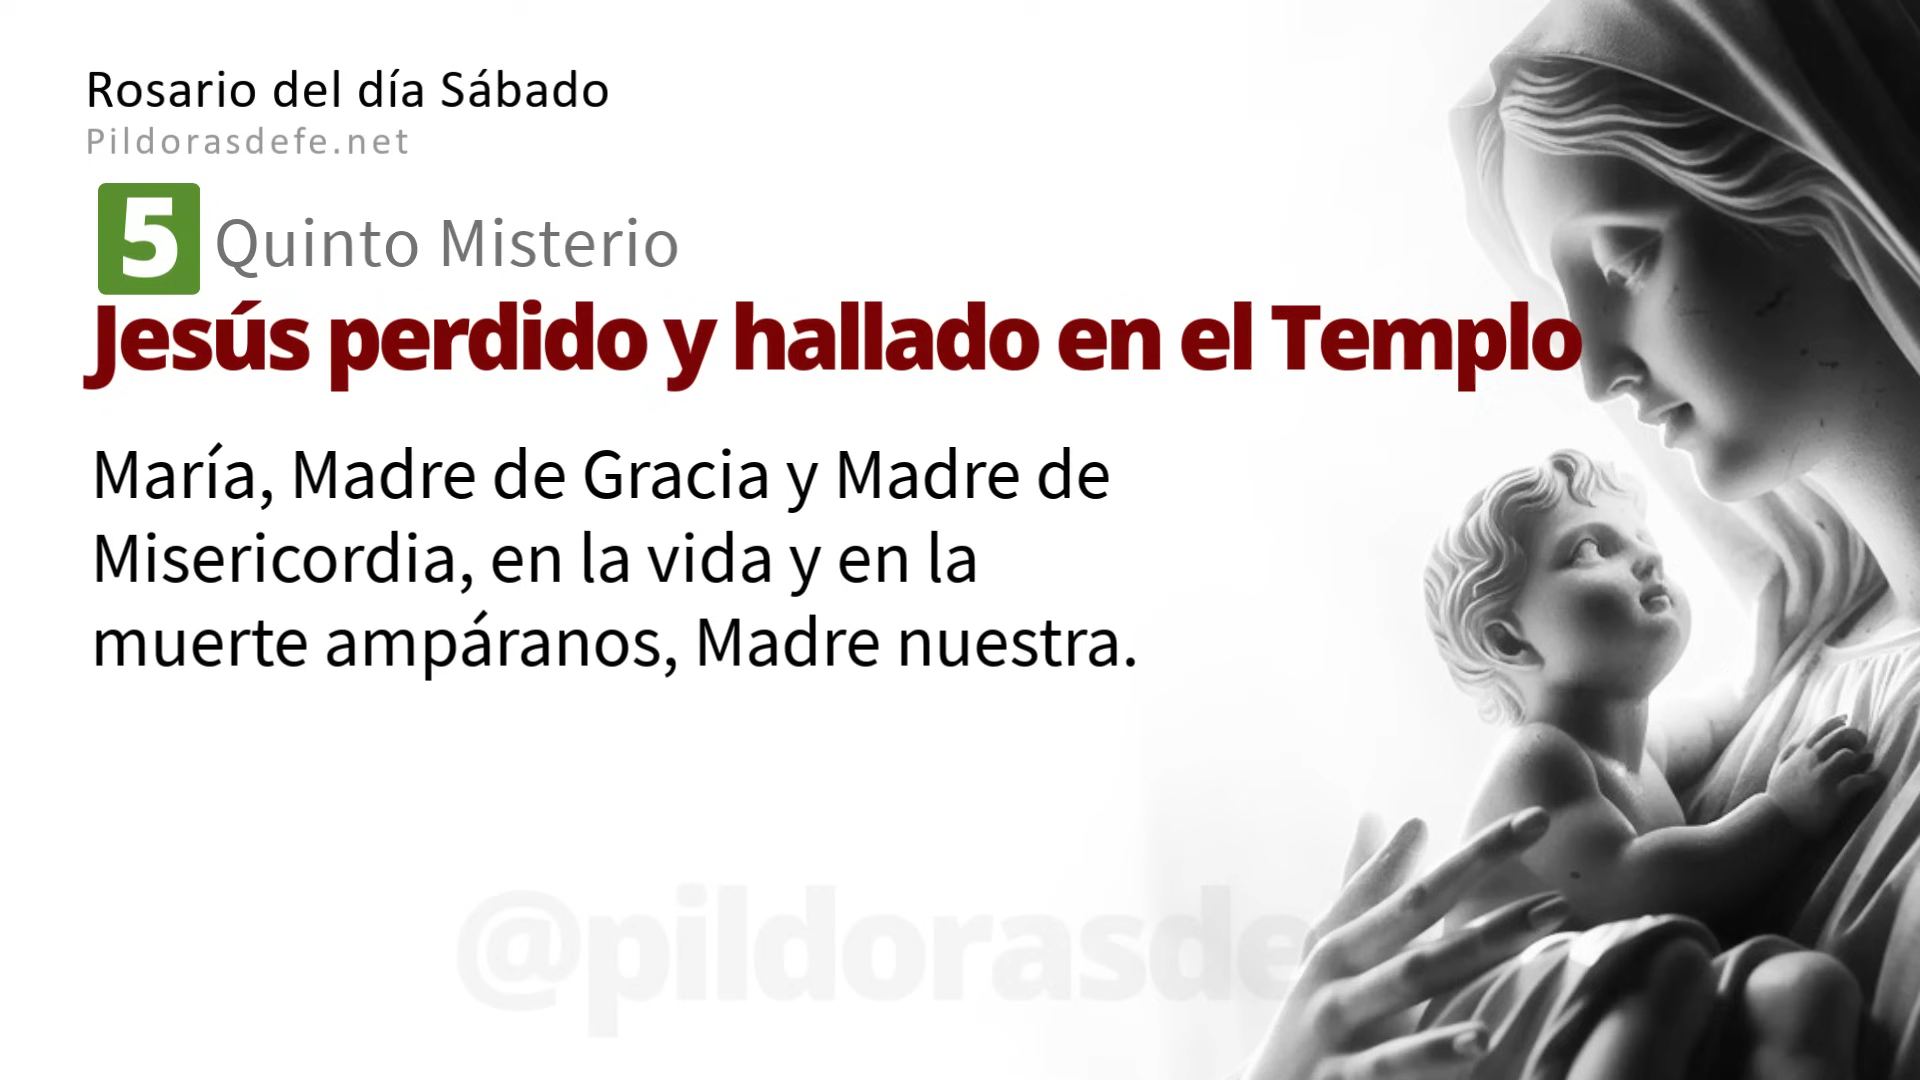 Rosario del día Sábado
Pildorasdefe.net
5 Quinto Misterio
Jesús perdido y hallado en el Templo
María, Madre de Gracia y Madre de
Misericordia, en la vida y en la
muerte ampáranos, Madre nuestra.
@pildorasde